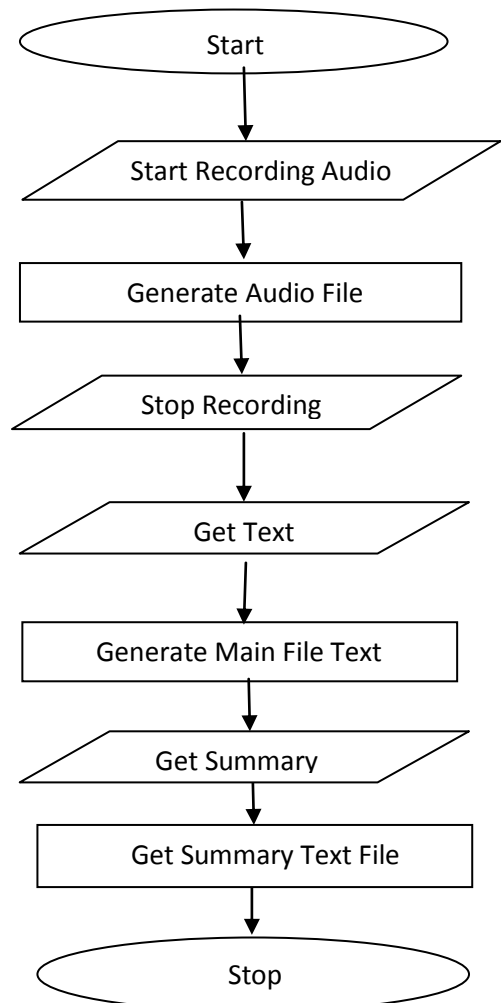 Start
Start Recording Audio
Generate Audio File
Stop Recording
Get Text
Generate Main File Text
Get Summary
Get Summary Text File
Stop